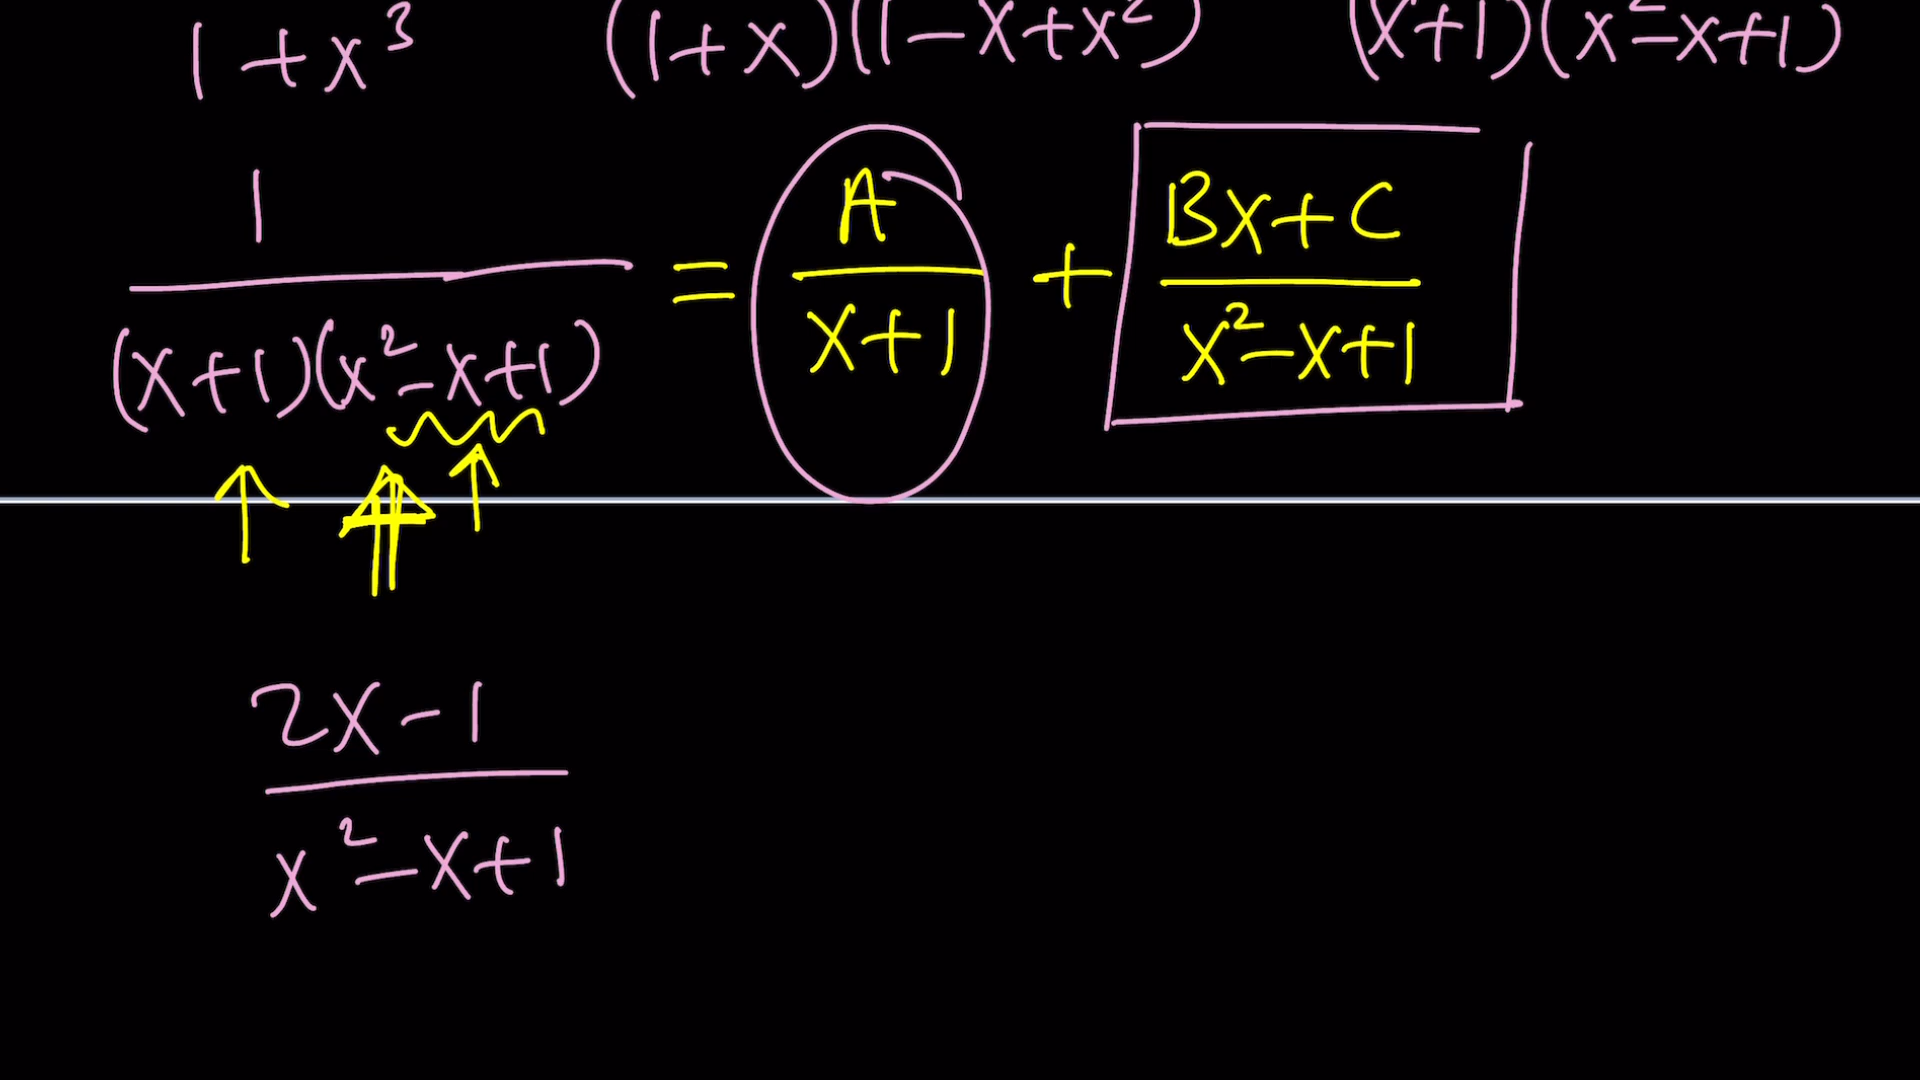 1+x³ (1+x)(1-x+x²) (x+1)(x²-x+1)
1/((x+1)(x²-x+1)) = A/(x+1) + (Bx+C)/(x²-x+1)
(2x-1)/(x²-x+1)